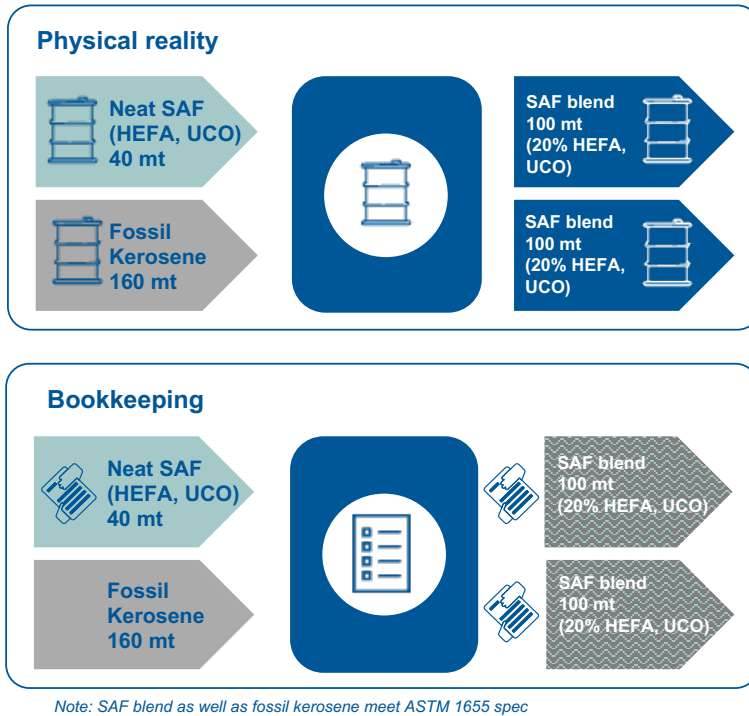 Physical reality
Neat SAF
(HEFA, UCO)
40 mt
Fossil
Kerosene
160 mt
SAF blend
100 mt
(20% HEFA,
UCO)
SAF blend
100 mt
(20% HEFA,
UCO)
Bookkeeping
Neat SAF
(HEFA, UCO)
40 mt
Fossil
Kerosene
160 mt
SAF blend
100 mt
(20% HEFA, UCO)
SAF blend
100 mt
(20% HEFA, UCO)
Note: SAF blend as well as fossil kerosene meet ASTM 1655 spec